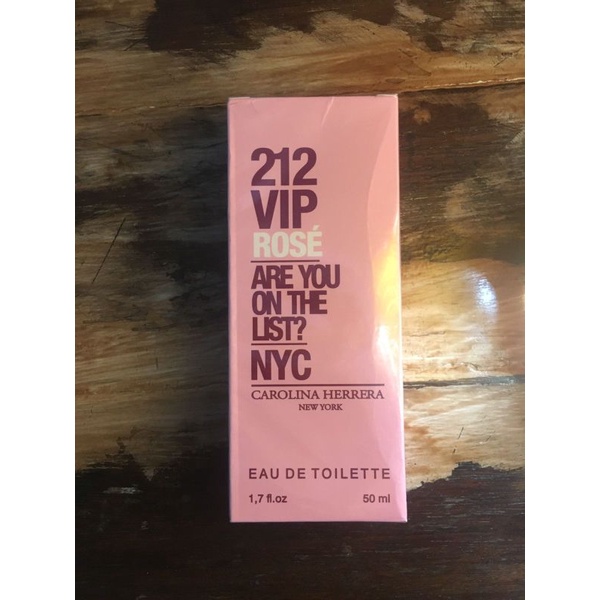 212
VIP
ROSÉ
ARE YOU
ON THE
LIST?
NYC
CAROLINA HERRERA
NEW YORK
EAU DE TOILETTE
1,7 fl.oz 50 ml